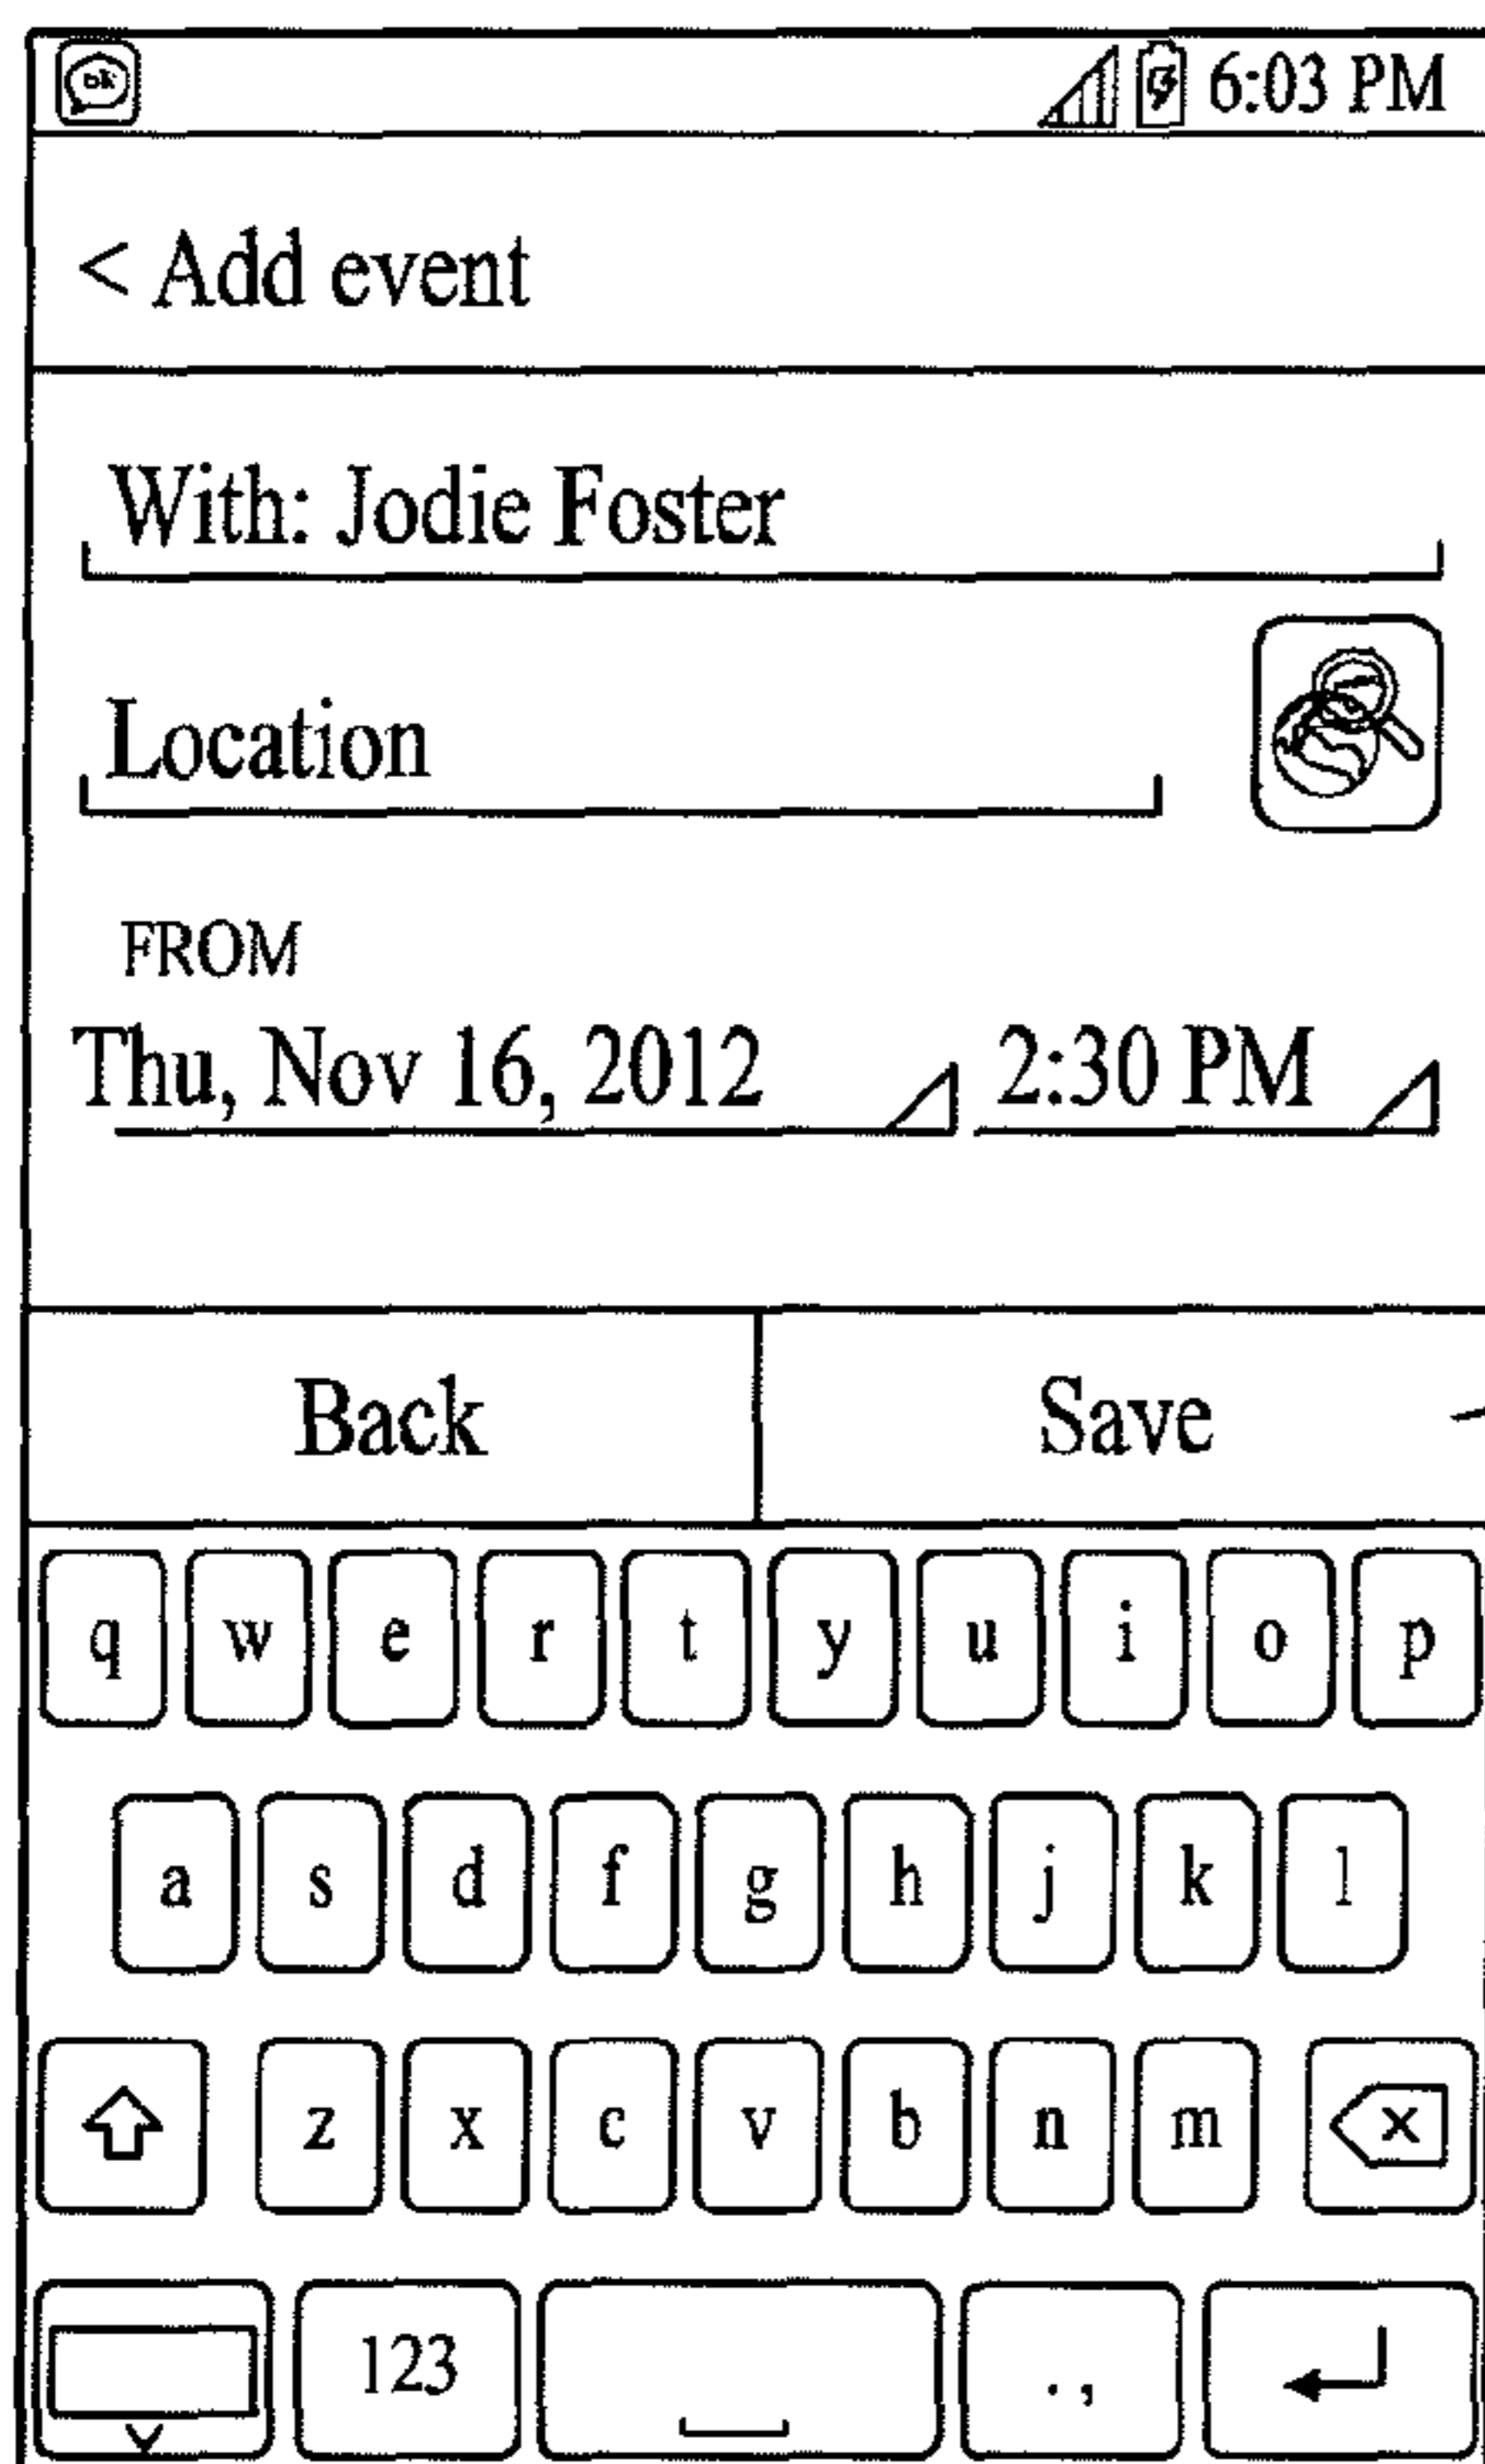 ok 6:03 PM
< Add event
With: Jodie Foster
Location
FROM
Thu, Nov 16, 2012 2:30 PM
Back Save
q w e r t y u i o p
a s d f g h j k l
z x c v b n m
123 . ,